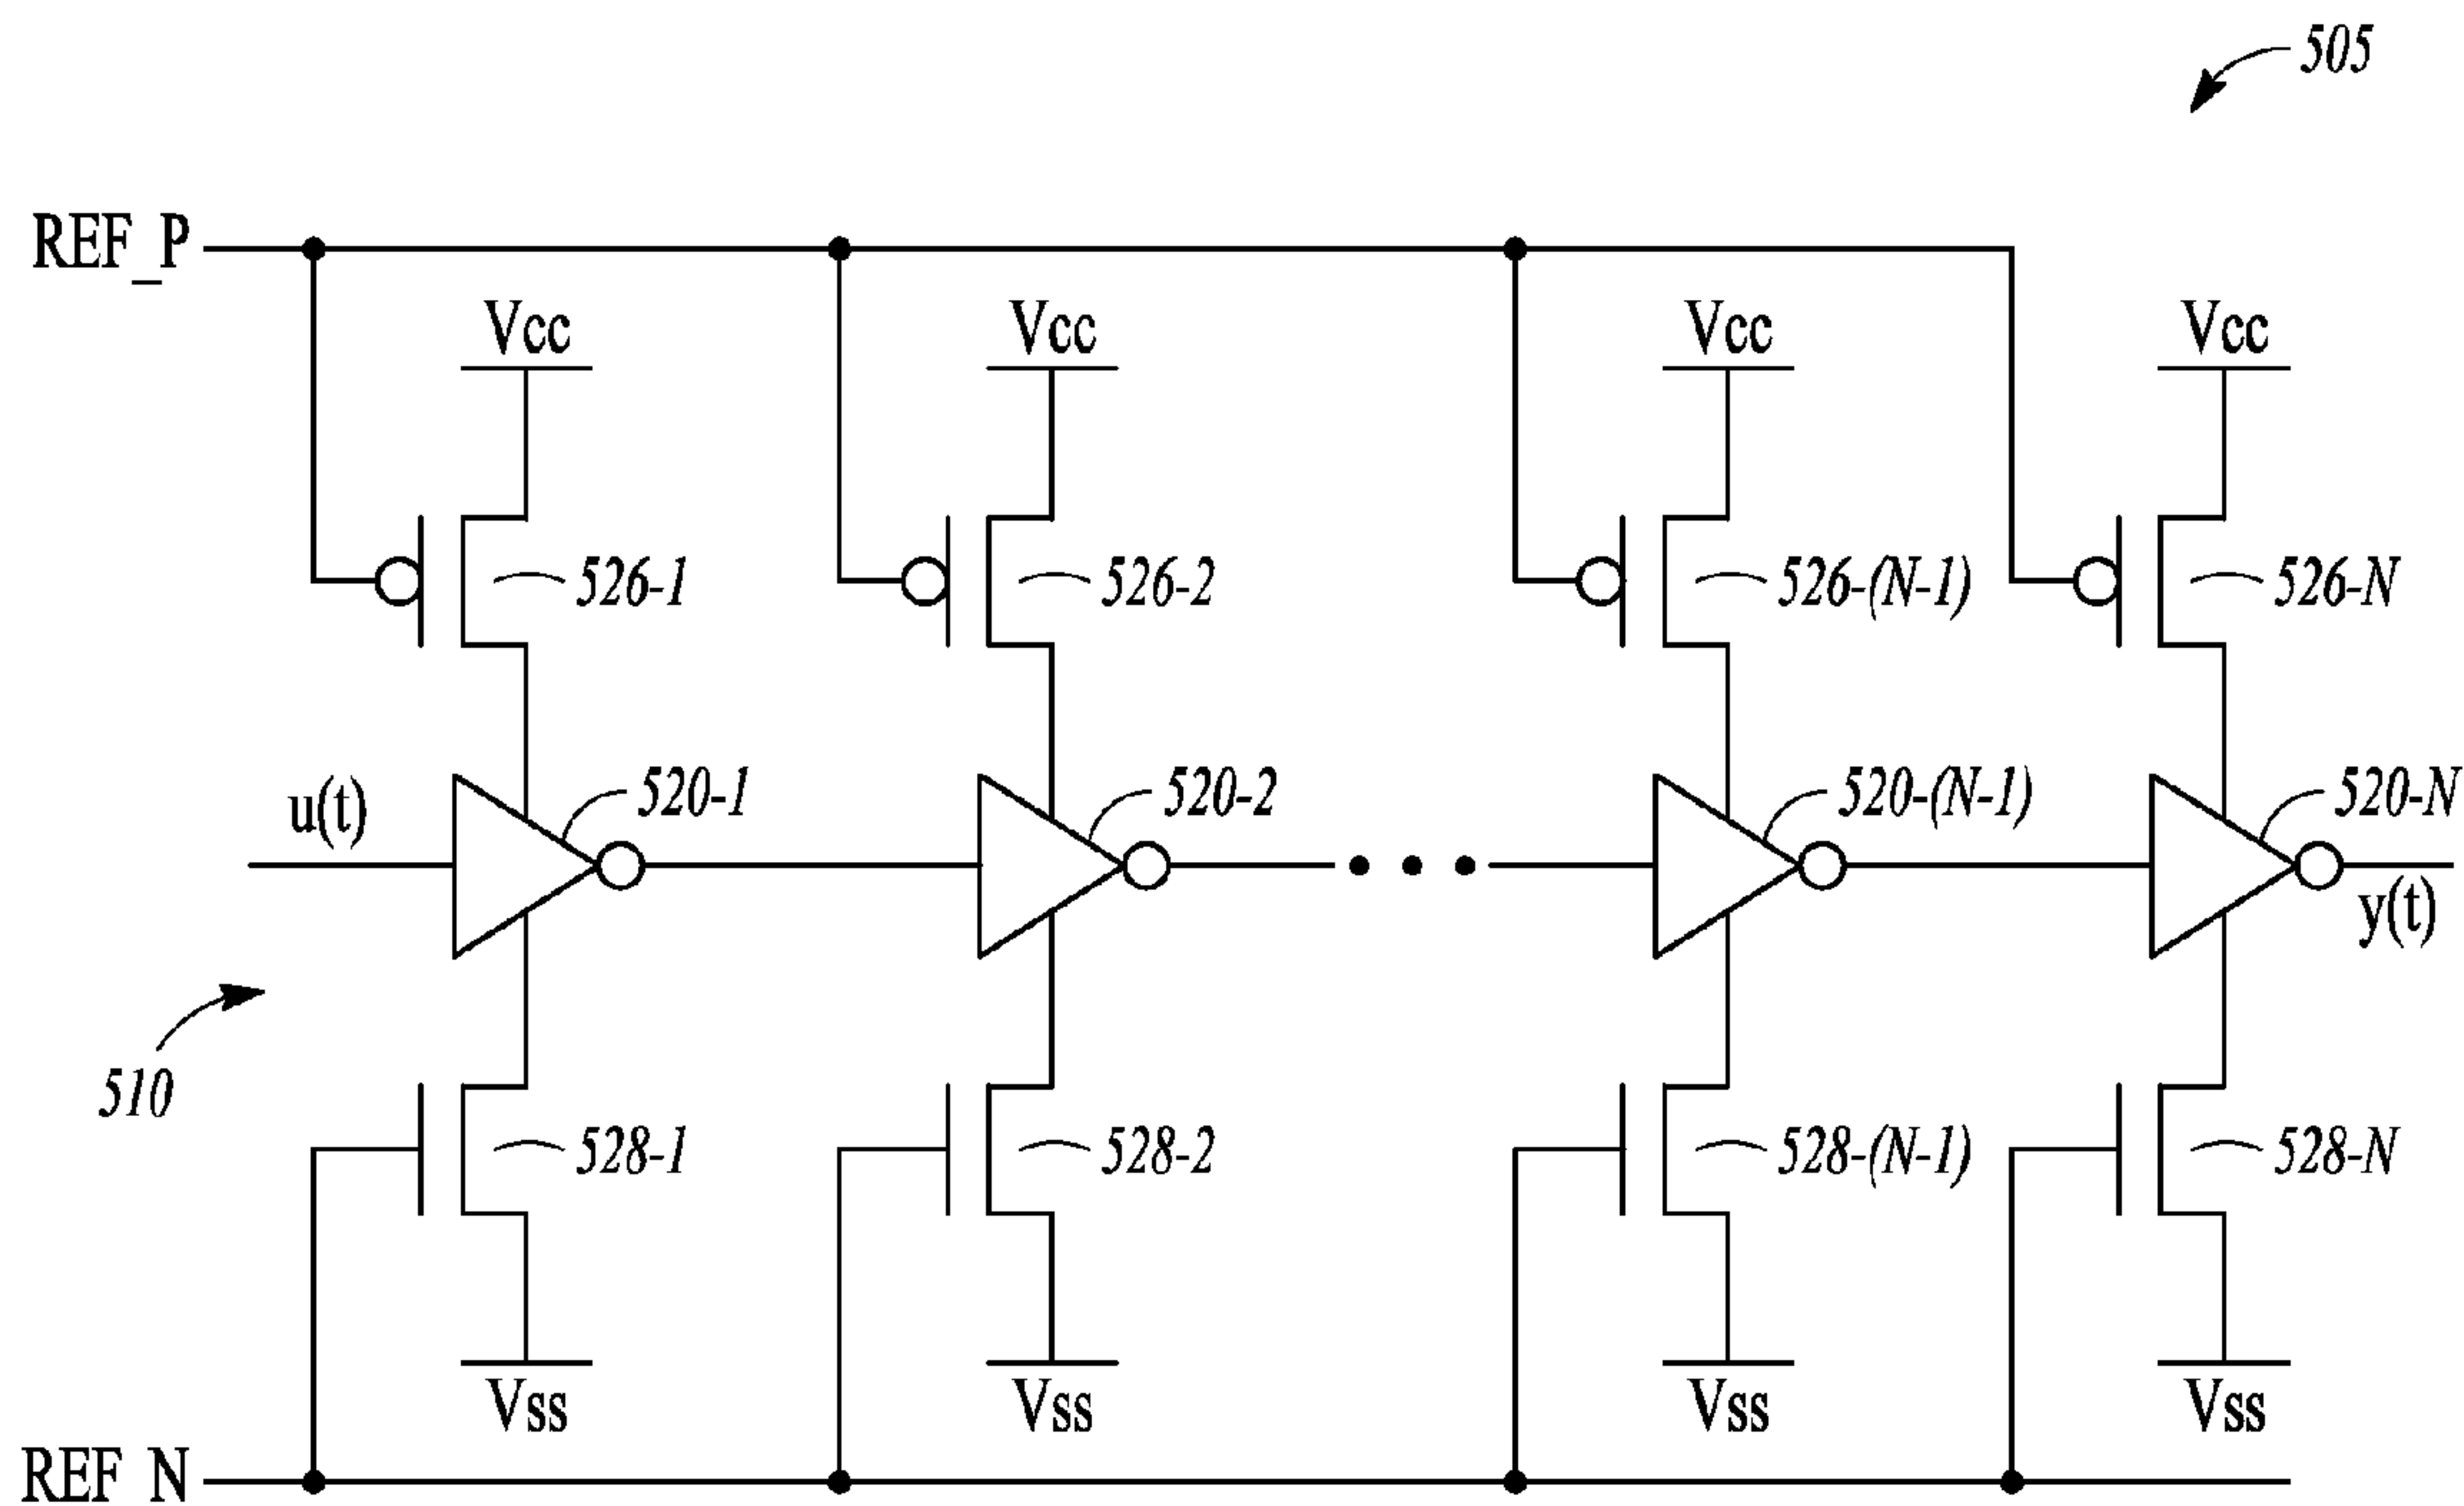 505
REF_P
Vcc Vcc Vcc Vcc
526-1 526-2 526-(N-1) 526-N
u(t) 520-1 520-2 520-(N-1) 520-N
y(t)
510
528-1 528-2 528-(N-1) 528-N
Vss Vss Vss Vss
REF N